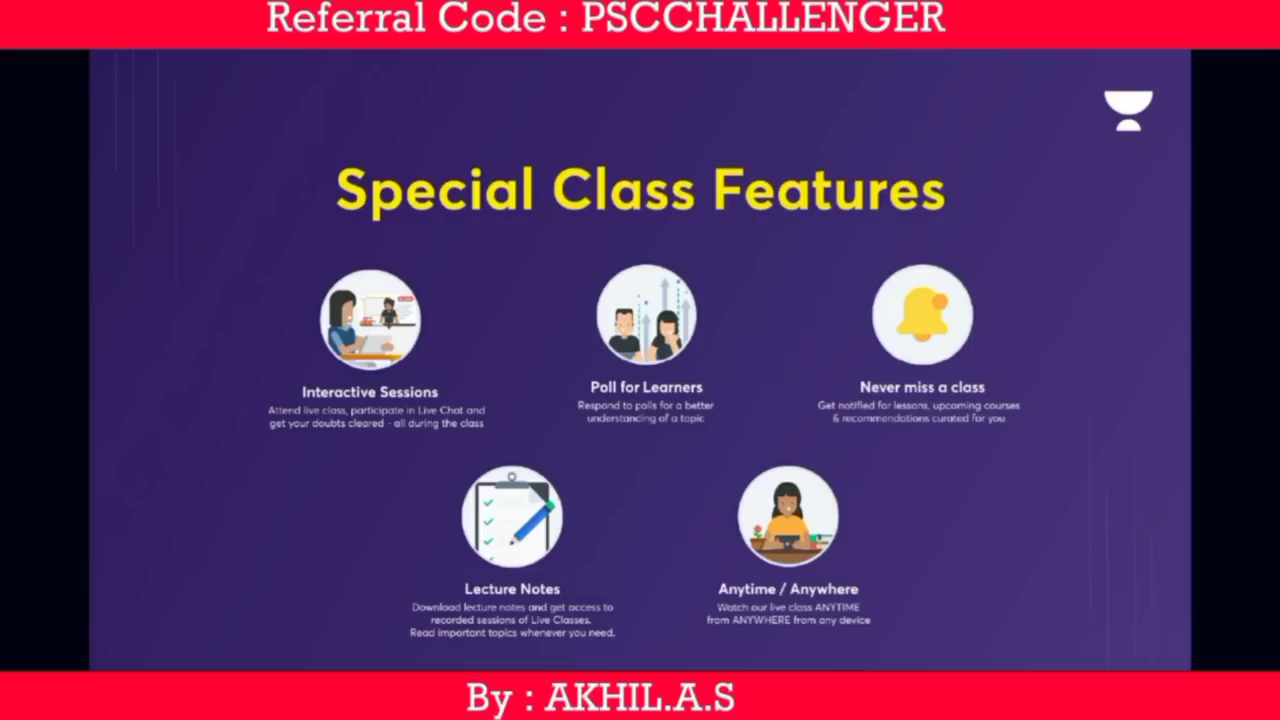 Referral Code : PSCCHALLENGER
Special Class Features
Interactive Sessions
Attend live class, participate in Live Chat and
get your doubts cleared - all during the class
Poll for Learners
Respond to polls for a better
understanding of a topic
Never miss a class
Get notified for lessons, upcoming courses
& recommendations curated for you
Lecture Notes
Download lecture notes and get access to
recorded sessions of Live Classes.
Read important topics whenever you need.
Anytime / Anywhere
Watch our live class ANYTIME
from ANYWHERE from any device
By : AKHIL.A.S